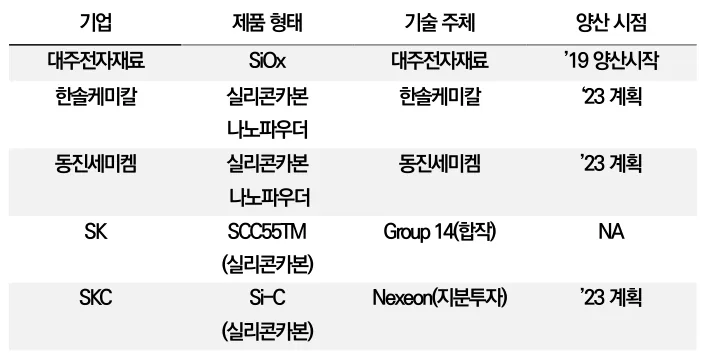 기업 제품 형태 기술 주체 양산 시점
대주전자재료 SiOx 대주전자재료 ’19 양산시작
한솔케미칼 실리콘카본 한솔케미칼 ‘23 계획
나노파우더
동진세미켐 실리콘카본 동진세미켐 ’23 계획
나노파우더
SK SCC55TM Group 14(합작) NA
(실리콘카본)
SKC Si-C Nexeon(지분투자) ’23 계획
(실리콘카본)